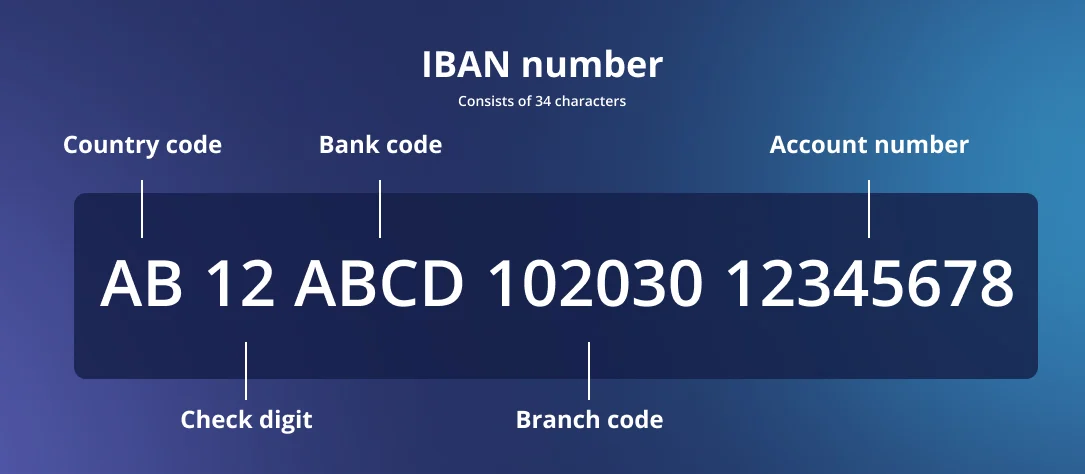 IBAN number
Consists of 34 characters
Country code Bank code Account number
AB 12 ABCD 102030 12345678
Check digit Branch code